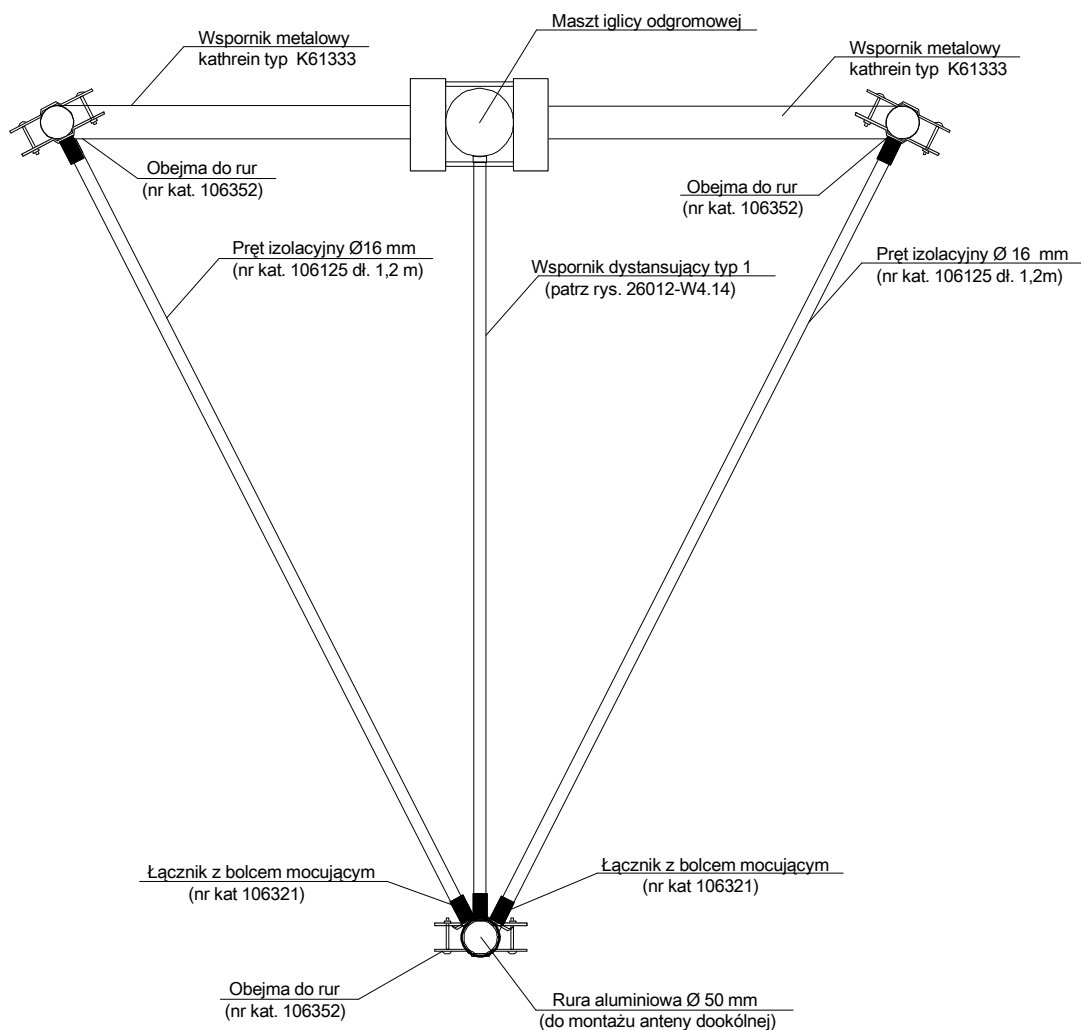 Maszt iglicy odgromowej
Wspornik metalowy
kathrein typ  K61333
Wspornik metalowy
kathrein typ  K61333
Obejma do rur
(nr kat. 106352)
Obejma do rur
(nr kat. 106352)
Pręt izolacyjny Ø16 mm
(nr kat. 106125 dł. 1,2 m)
Wspornik dystansujący typ 1
(patrz rys. 26012-W4.14)
Pręt izolacyjny Ø 16  mm
(nr kat. 106125 dł. 1,2m)
Łącznik z bolcem mocującym
(nr kat 106321)
Łącznik z bolcem mocującym
(nr kat 106321)
Obejma do rur
(nr kat. 106352)
Rura aluminiowa Ø 50 mm
(do montażu anteny dookólnej)